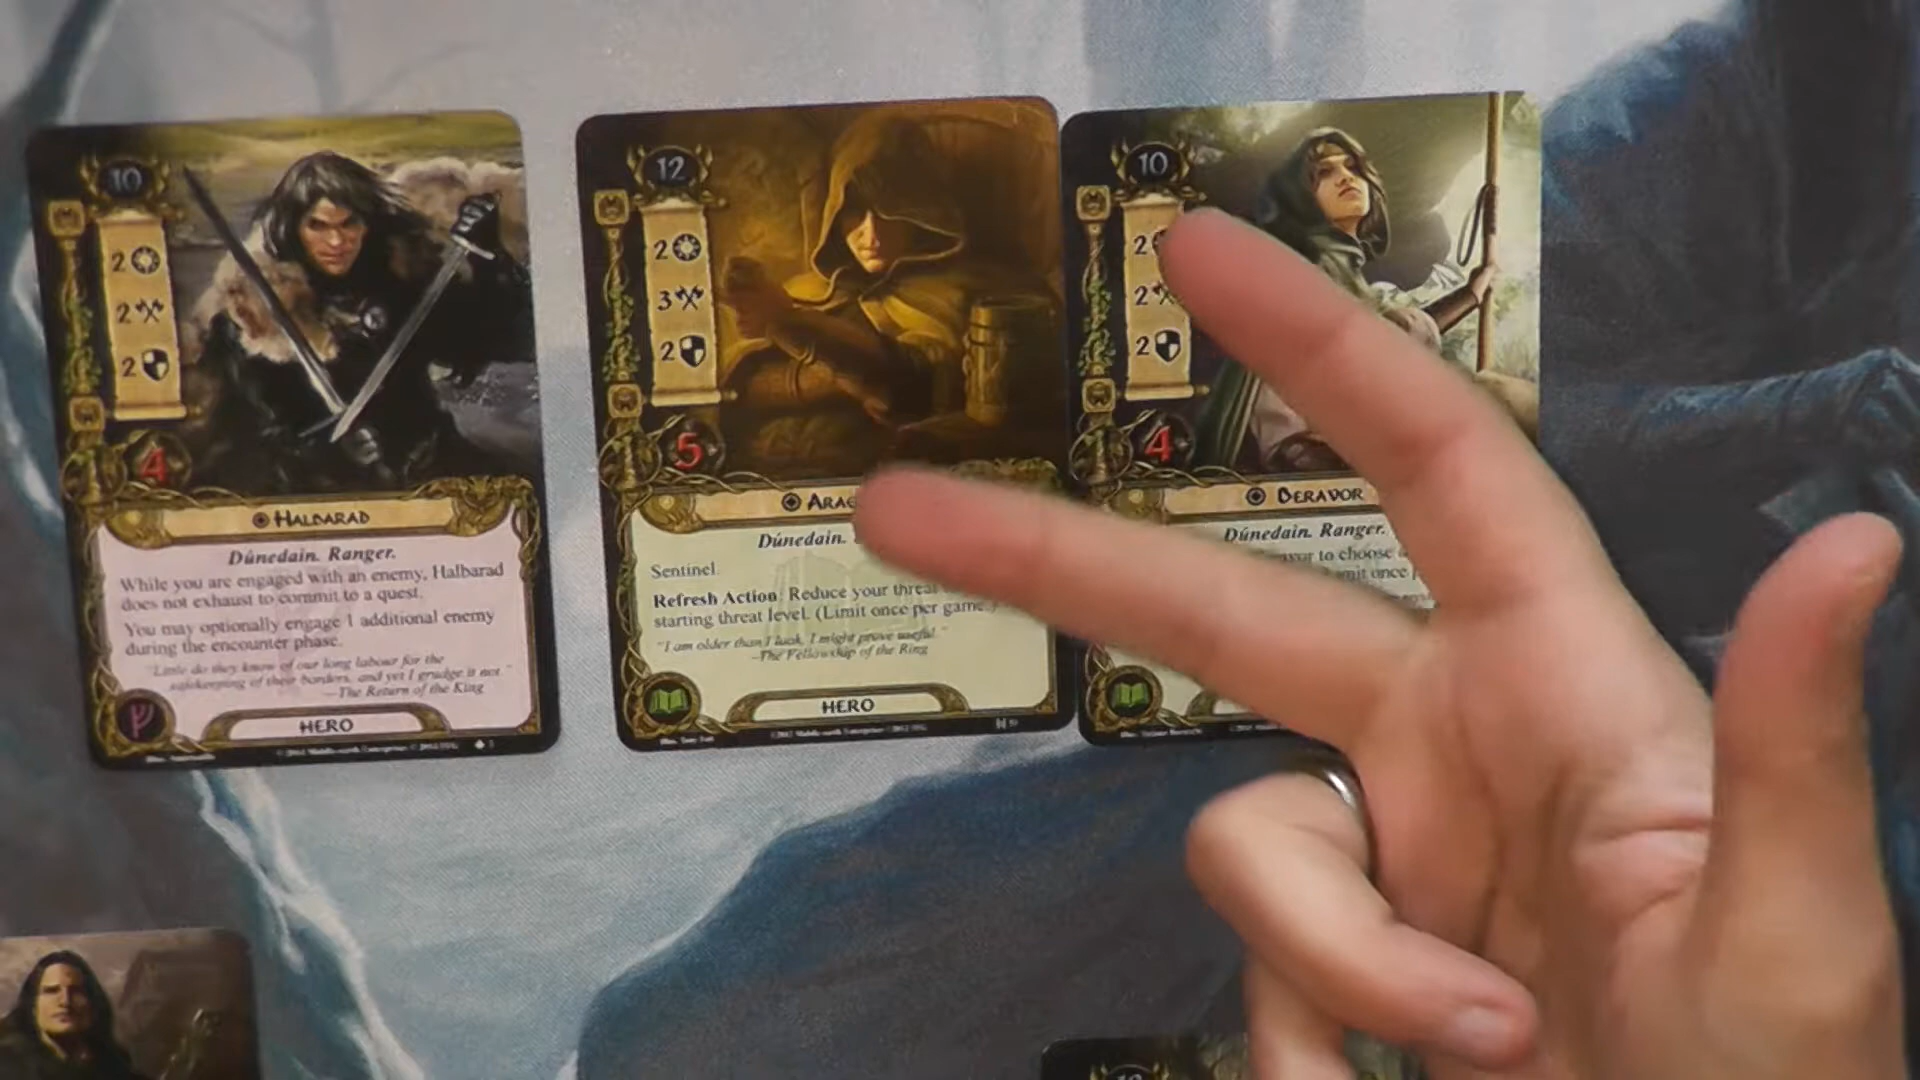 10
2
2
2
4
HALBARAD
Dúnedain. Ranger.
While you are engaged with an enemy, Halbarad
does not exhaust to commit to a quest.
You may optionally engage 1 additional enemy
during the encounter phase.
"Little do they know of our long labour for the
safekeeping of their borders, and yet I grudge it not."
—The Return of the King
HERO
12
2
3
2
5
ARAG
Dúnedain.
Sentinel.
Refresh Action: Reduce your threat
starting threat level. (Limit once per game.)
"I am older than I look. I might prove useful."
—The Fellowship of the Ring
HERO
10
2
2
2
4
BERAVOR
Dúnedain. Ranger.
to choose
once